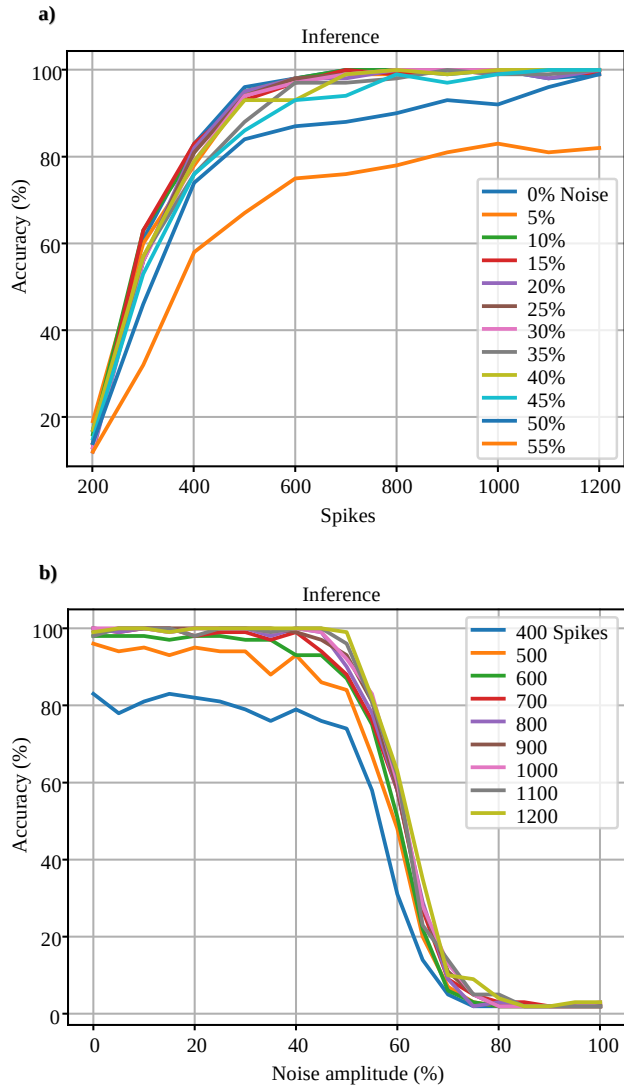 a)
Inference
100
80
60
40
20
Accuracy (%)
0% Noise
5%
10%
15%
20%
25%
30%
35%
40%
45%
50%
55%
200 400 600 800 1000 1200
Spikes
b)
Inference
100
80
60
40
20
0
Accuracy (%)
400 Spikes
500
600
700
800
900
1000
1100
1200
0 20 40 60 80 100
Noise amplitude (%)